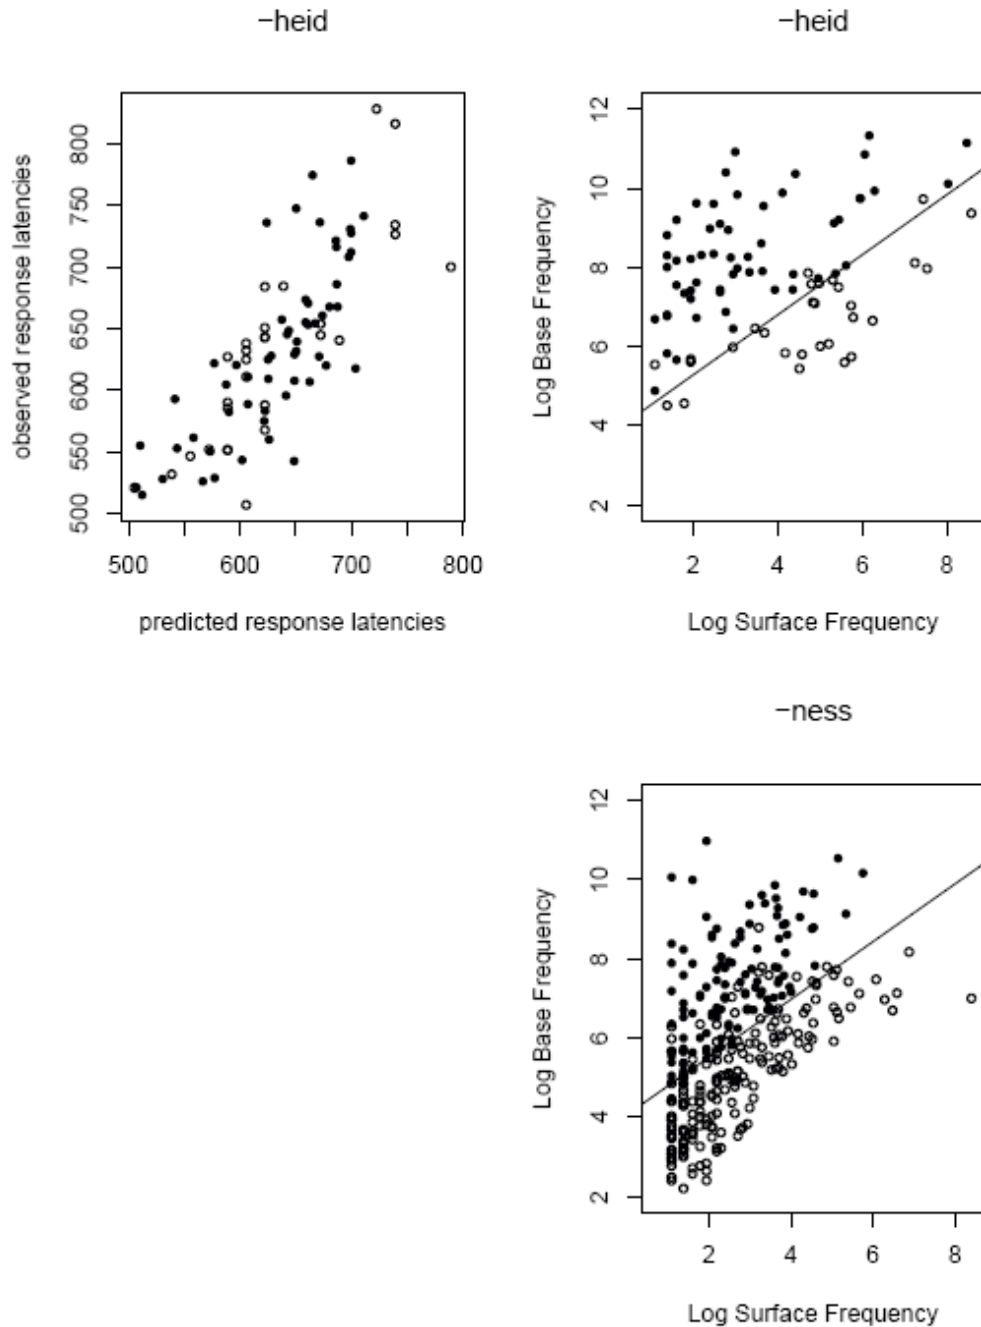 −heid
observed response latencies
800
750
700
650
600
550
500
500 600 700 800
predicted response latencies
−heid
Log Base Frequency
12
10
8
6
4
2
2 4 6 8
Log Surface Frequency
−ness
Log Base Frequency
12
10
8
6
4
2
2 4 6 8
Log Surface Frequency